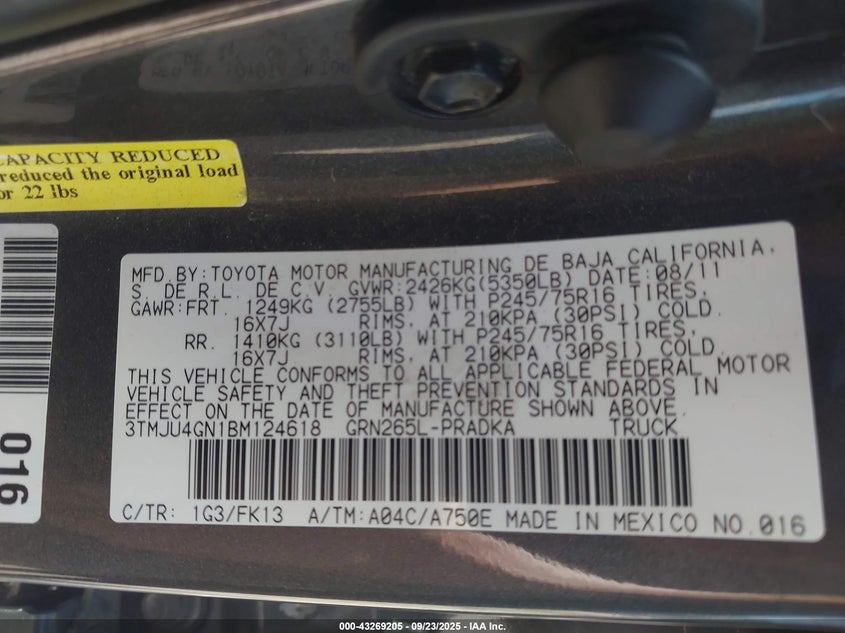 CAPACITY REDUCED
reduced the original load
or 22 lbs
MFD.BY:TOYOTA MOTOR MANUFACTURING DE BAJA CALIFORNIA,
S. DE R.L. DE C.V. GVWR:2426KG(5350LB) DATE:08/11
GAWR:FRT. 1249KG (2755LB) WITH P245/75R16 TIRES,
16X7J RIMS, AT 210KPA (30PSI) COLD.
RR. 1410KG (3110LB) WITH P245/75R16 TIRES,
16X7J RIMS, AT 210KPA (30PSI) COLD.
THIS VEHICLE CONFORMS TO ALL APPLICABLE FEDERAL MOTOR
VEHICLE SAFETY AND THEFT PREVENTION STANDARDS IN
EFFECT ON THE DATE OF MANUFACTURE SHOWN ABOVE.
3TMJU4GN1BM124618 GRN265L-PRADKA TRUCK
C/TR: 1G3/FK13 A/TM:A04C/A750E MADE IN MEXICO NO.016
016
000-43269205 - 09/23/2025 - IAA Inc.